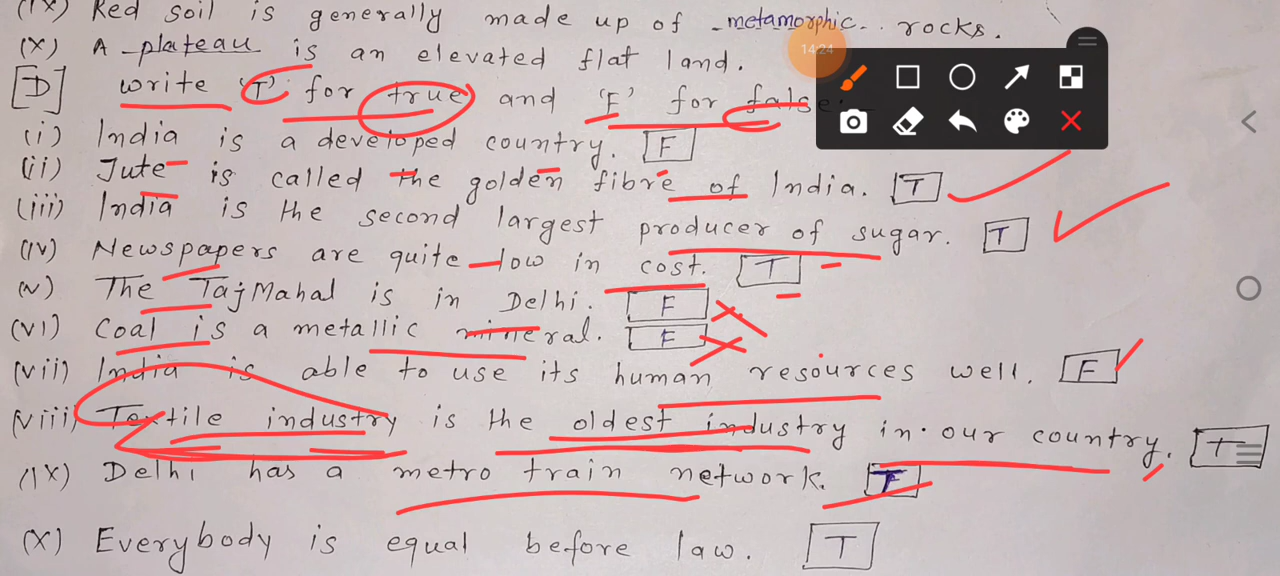 (ix) Red soil is generally made up of metamorphic rocks.
(x) A plateau is an elevated flat land.
14:24
[D] write 'T' for true and 'F' for false:
(i) India is a developed country. F
(ii) Jute is called the golden fibre of India. T
(iii) India is the second largest producer of sugar. T
(iv) Newspapers are quite low in cost. T
(v) The TajMahal is in Delhi. F
(vi) Coal is a metallic mineral. F
(vii) India is able to use its human resources well. F
(viii) Textile industry is the oldest industry in our country. T
(ix) Delhi has a metro train network. T
(x) Everybody is equal before law. T